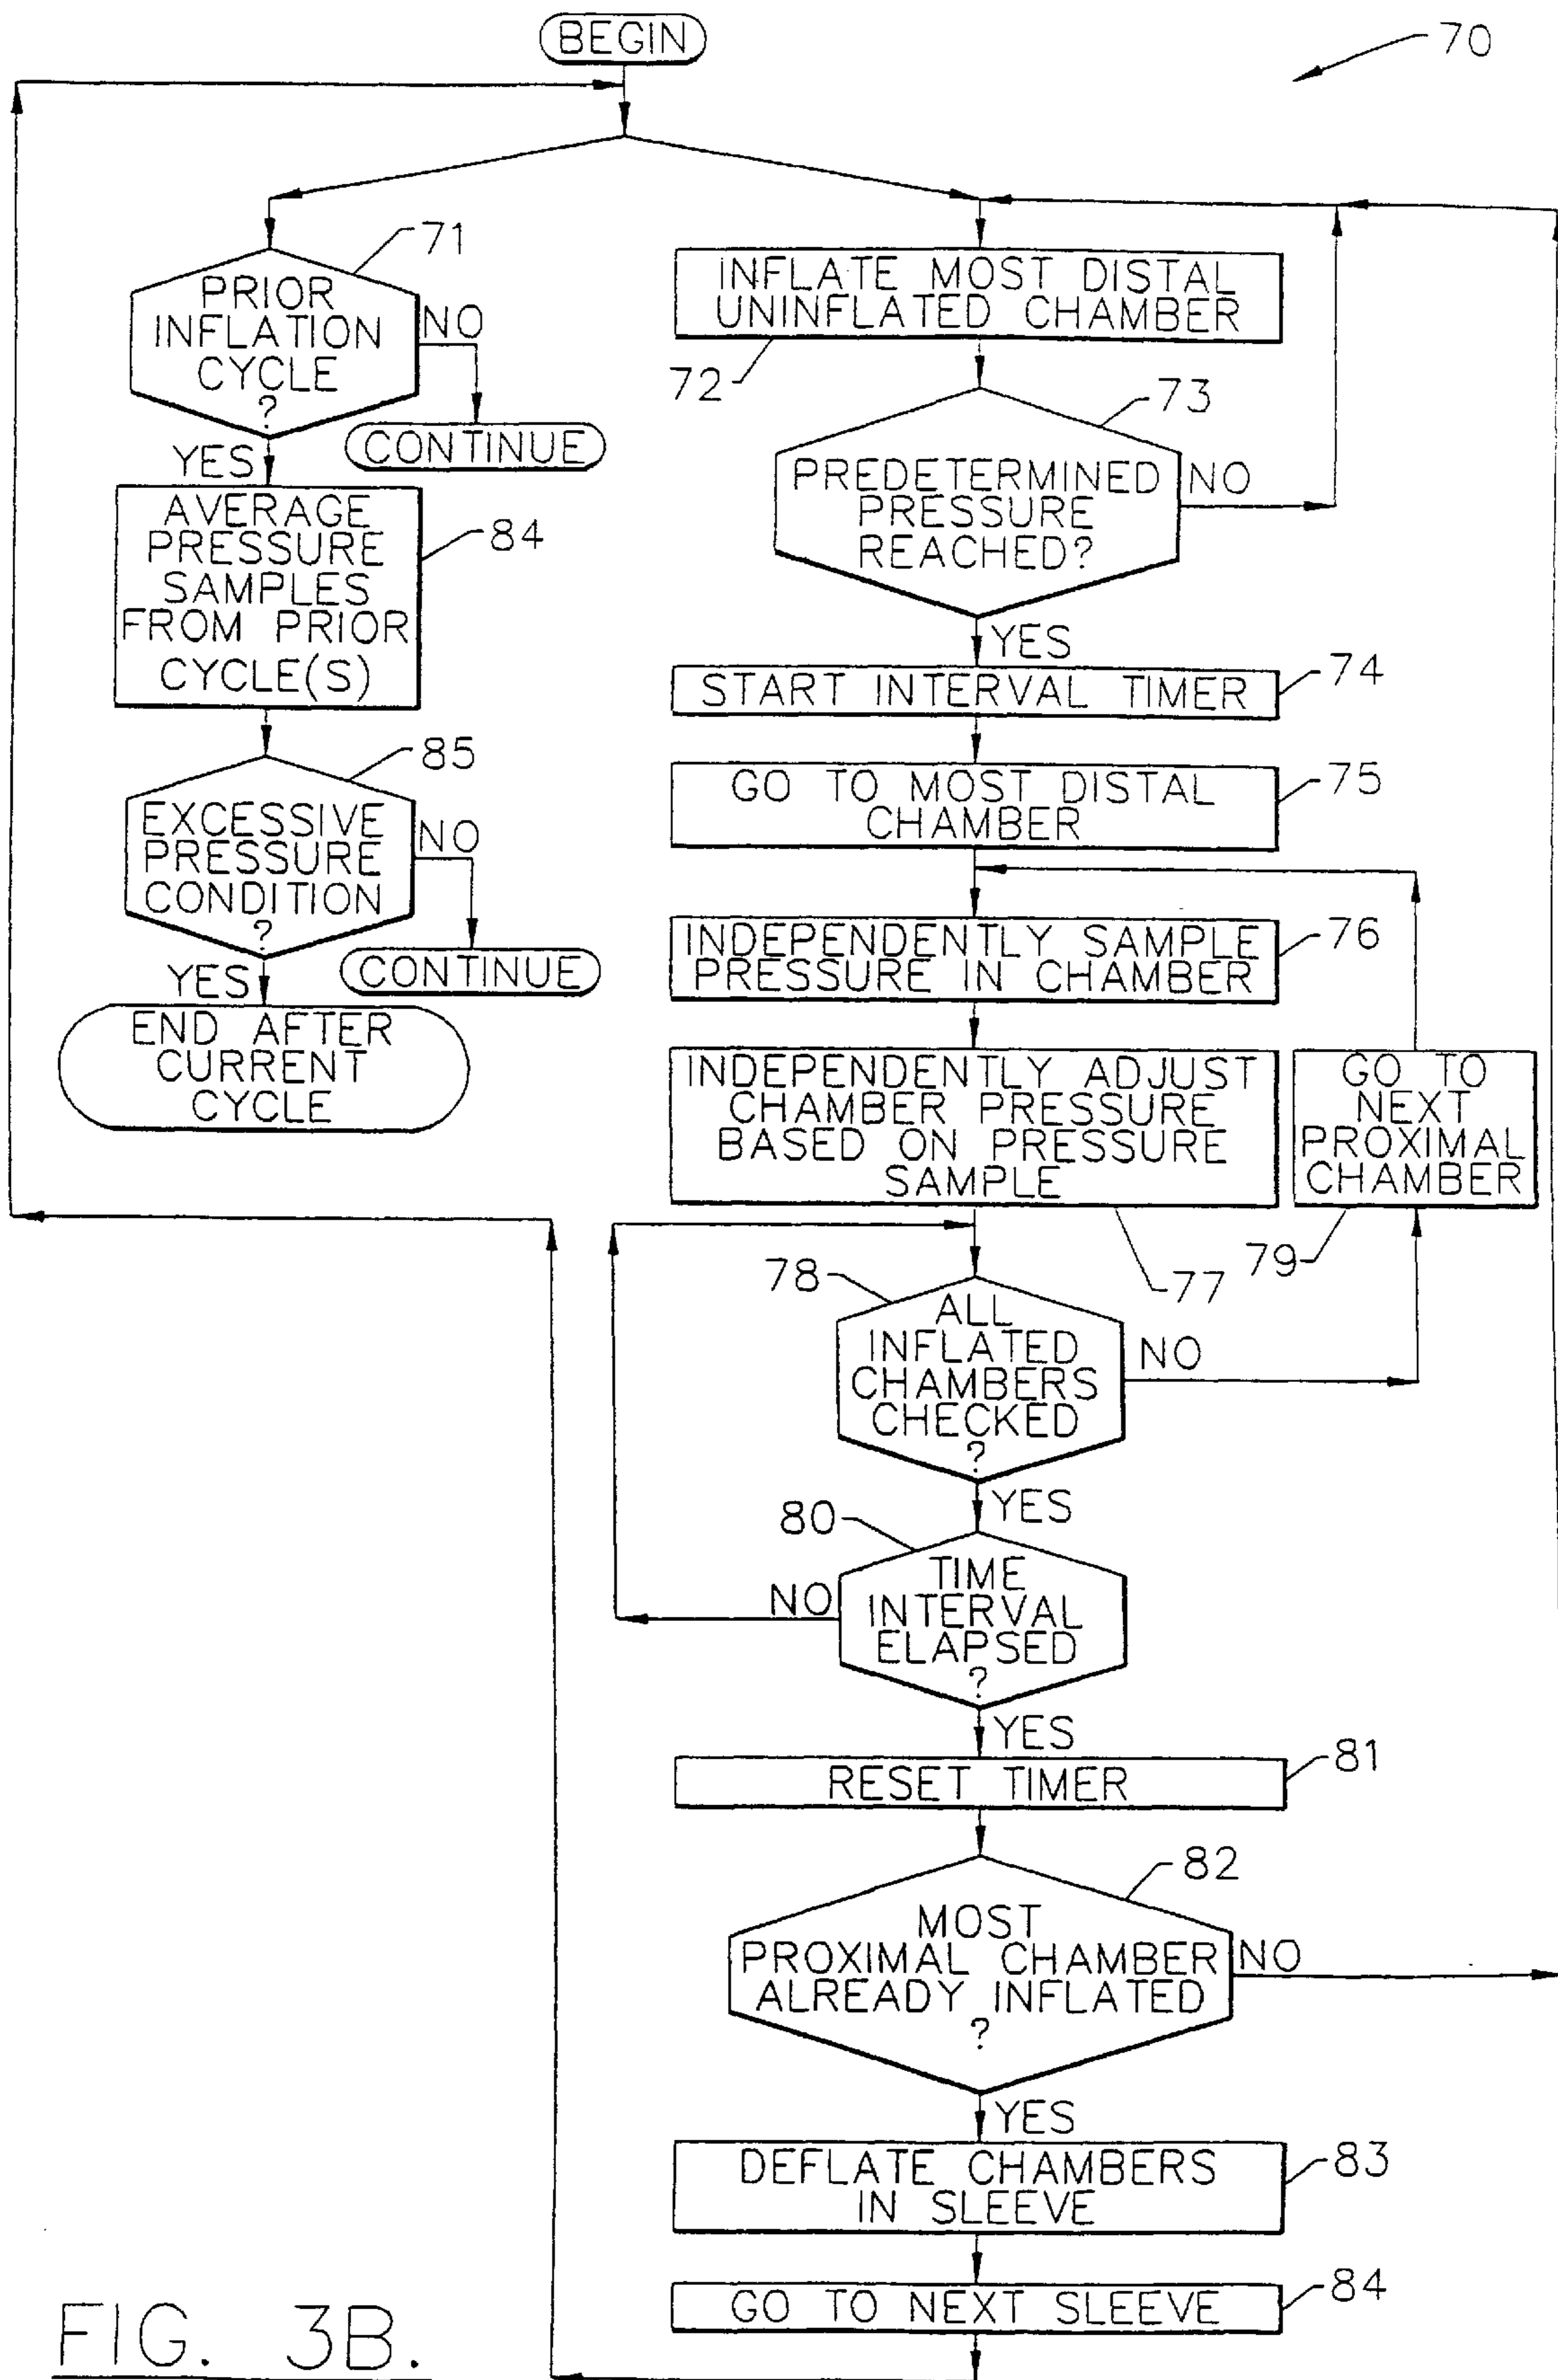 BEGIN
70
71
PRIOR
INFLATION
CYCLE
?
NO
CONTINUE
YES
AVERAGE
PRESSURE
SAMPLES
FROM PRIOR
CYCLE(S)
84
85
EXCESSIVE
PRESSURE
CONDITION
?
NO
CONTINUE
YES
END AFTER
CURRENT
CYCLE
INFLATE MOST DISTAL
UNINFLATED CHAMBER
72
73
PREDETERMINED
PRESSURE
REACHED?
NO
YES
START INTERVAL TIMER
74
GO TO MOST DISTAL
CHAMBER
75
INDEPENDENTLY SAMPLE
PRESSURE IN CHAMBER
76
INDEPENDENTLY ADJUST
CHAMBER PRESSURE
BASED ON PRESSURE
SAMPLE
77
GO TO
NEXT
PROXIMAL
CHAMBER
79
78
ALL
INFLATED
CHAMBERS
CHECKED
?
NO
YES
80
TIME
INTERVAL
ELAPSED
?
NO
YES
RESET TIMER
81
82
MOST
PROXIMAL CHAMBER
ALREADY INFLATED
?
NO
YES
DEFLATE CHAMBERS
IN SLEEVE
83
GO TO NEXT SLEEVE
84
FIG. 3B.